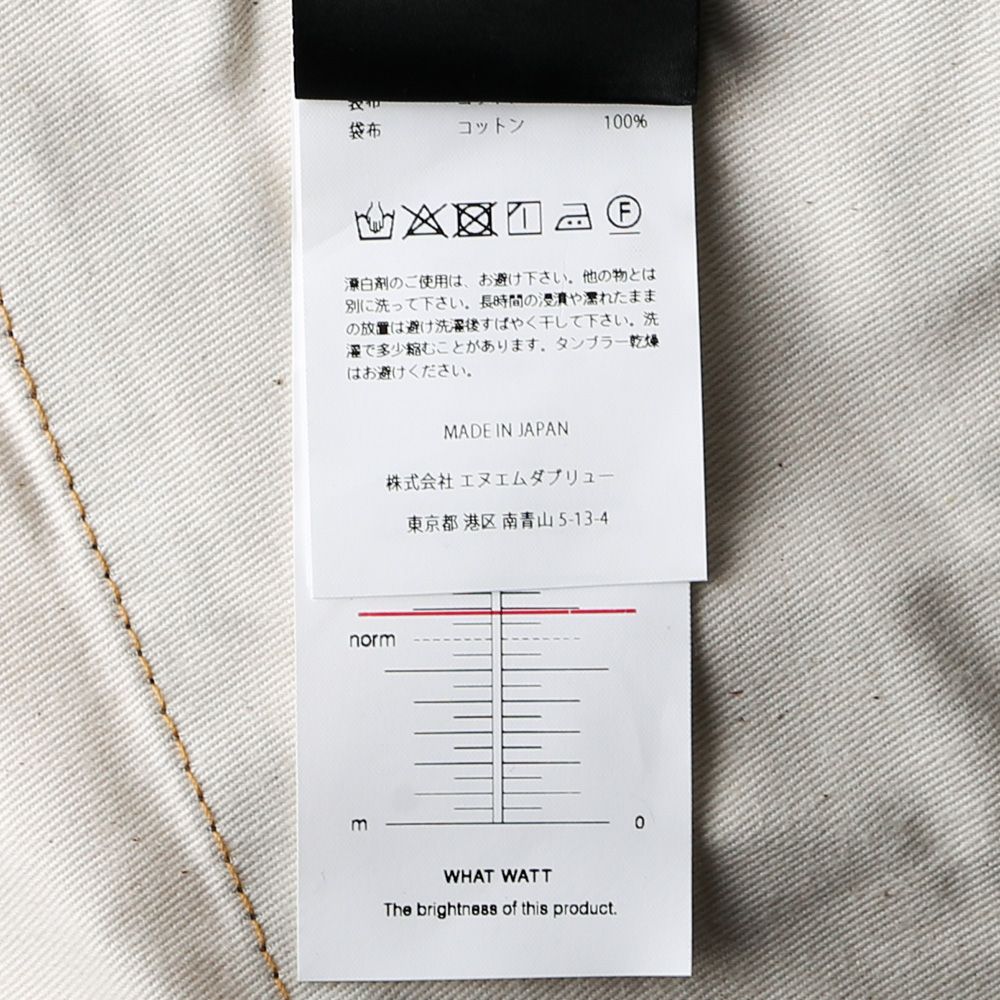 袋布 コットン 100%
F
漂白剤のご使用は、お避け下さい。他の物とは
別に洗って下さい。長時間の浸漬や濡れたまま
の放置は避け洗濯後すばやく干して下さい。洗
濯で多少縮むことがあります。タンブラー乾燥
はお避けください。
MADE IN JAPAN
株式会社 エヌエムダブリュー
東京都 港区 南青山 5-13-4
norm
m 0
WHAT WATT
The brightness of this product.